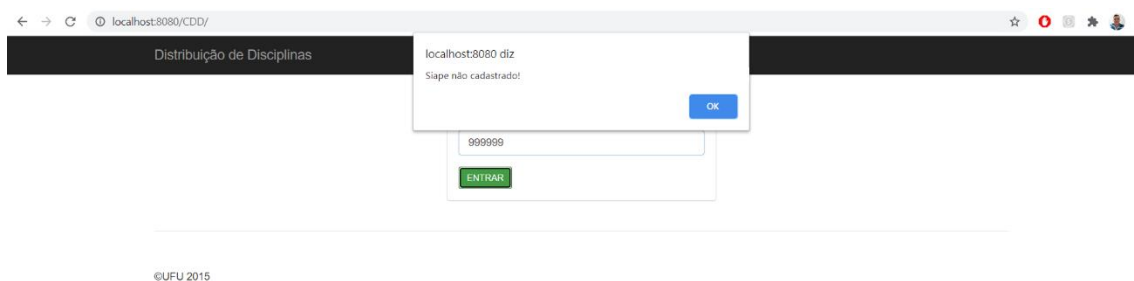 localhost:8080/CDD/
Distribuição de Disciplinas
localhost:8080 diz
Siape não cadastrado!
OK
999999
ENTRAR
©UFU 2015